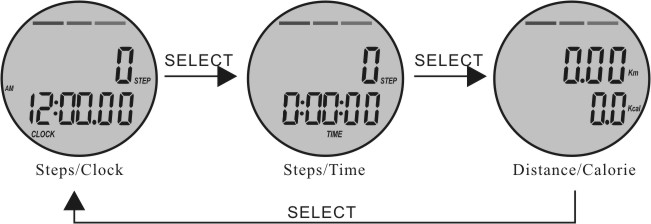 0 STEP
AM
12:00.00
CLOCK
Steps/Clock
SELECT
0 STEP
0:00:00
TIME
Steps/Time
SELECT
0.00 Km
0.0 Kcal
Distance/Calorie
SELECT